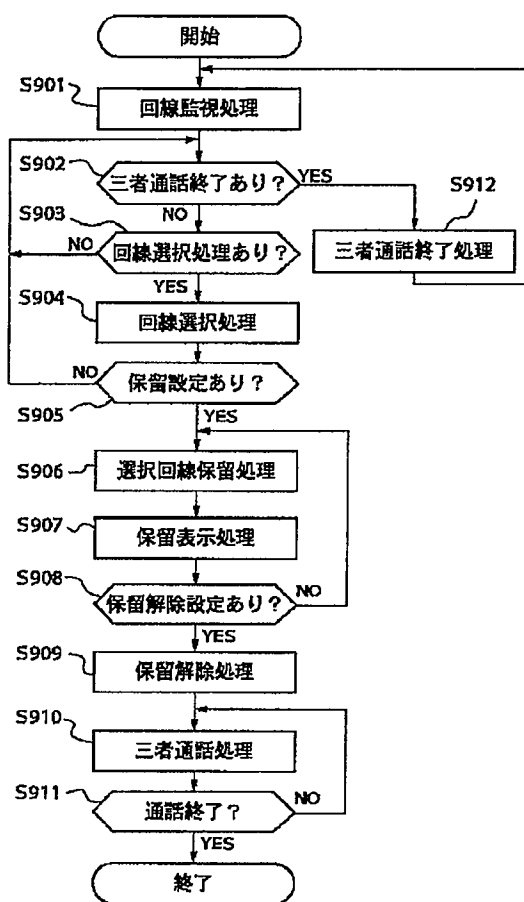 開始
S901
回線監視処理
S902
三者通話終了あり？
YES
NO
S912
三者通話終了処理
S903
回線選択処理あり？
NO
YES
S904
回線選択処理
NO
保留設定あり？
S905
YES
S906
選択回線保留処理
S907
保留表示処理
S908
保留解除設定あり？
NO
YES
S909
保留解除処理
S910
三者通話処理
S911
通話終了？
NO
YES
終了